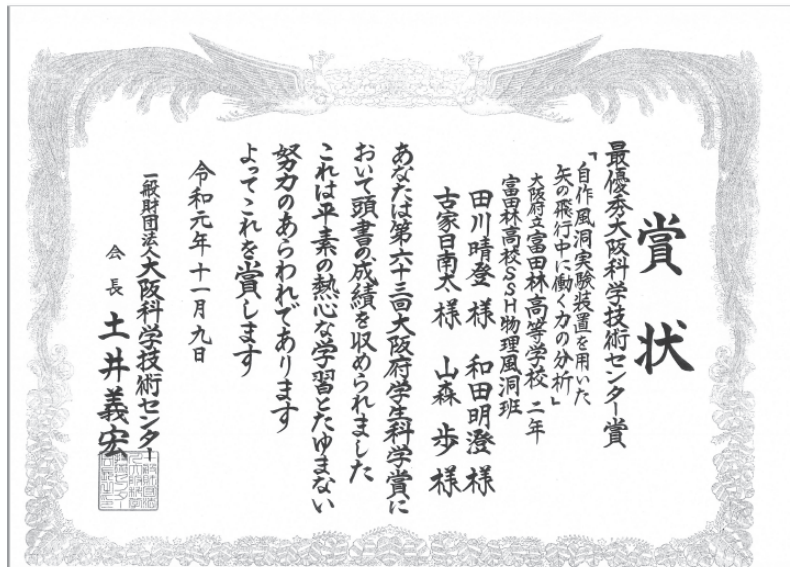 賞状
最優秀大阪科学技術センター賞
「自作風洞実験装置を用いた
矢の飛行中に働く力の分析」
大阪府立富田林高等学校 二年
富田林高校SSH物理風洞班
田川晴登 様 和田明澄 様
古家日南太 様 山森 歩 様
あなたは第六十三回大阪府学生科学賞に
おいて頭書の成績を収められました
これは平素の熱心な学習とたゆまない
努力のあらわれであります
よってこれを賞します
令和元年十一月九日
一般財団法人大阪科学技術センター
会長 土井義宏